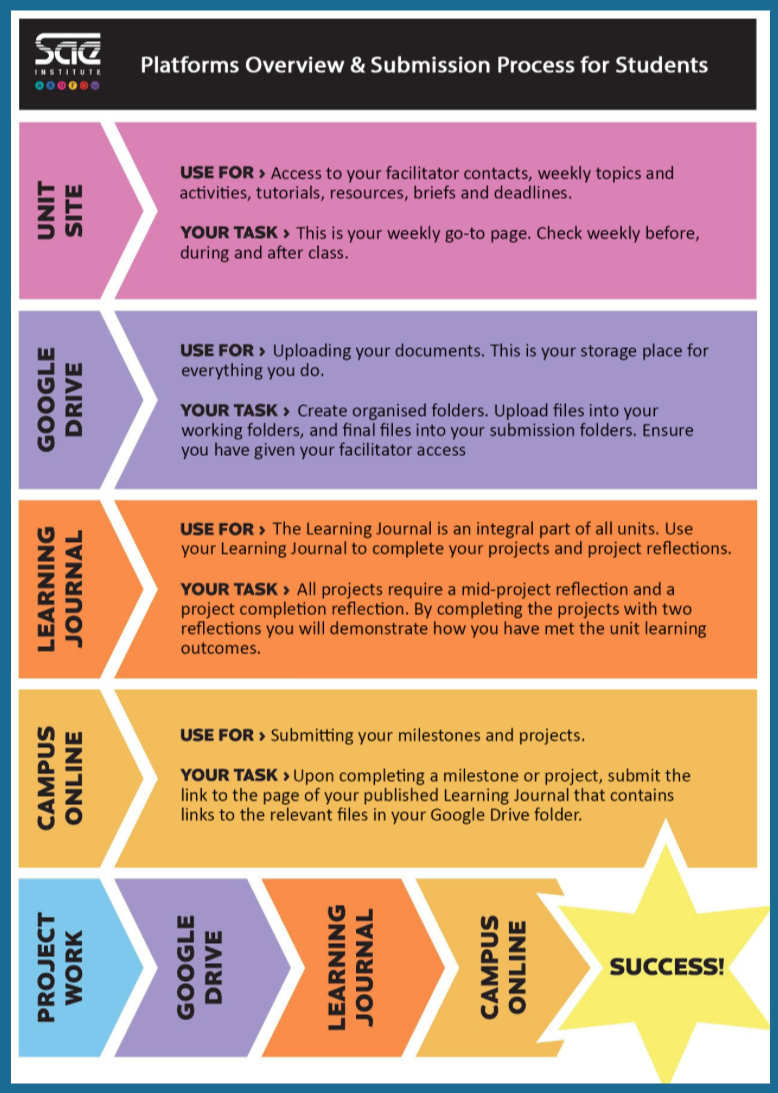 sae
INSTITUTE
Platforms Overview & Submission Process for Students
UNIT
SITE
USE FOR › Access to your facilitator contacts, weekly topics and
activities, tutorials, resources, briefs and deadlines.
YOUR TASK › This is your weekly go-to page. Check weekly before,
during and after class.
GOOGLE
DRIVE
USE FOR › Uploading your documents. This is your storage place for
everything you do.
YOUR TASK › Create organised folders. Upload files into your
working folders, and final files into your submission folders. Ensure
you have given your facilitator access
LEARNING
JOURNAL
USE FOR › The Learning Journal is an integral part of all units. Use
your Learning Journal to complete your projects and project reflections.
YOUR TASK › All projects require a mid-project reflection and a
project completion reflection. By completing the projects with two
reflections you will demonstrate how you have met the unit learning
outcomes.
CAMPUS
ONLINE
USE FOR › Submitting your milestones and projects.
YOUR TASK › Upon completing a milestone or project, submit the
link to the page of your published Learning Journal that contains
links to the relevant files in your Google Drive folder.
PROJECT
WORK
GOOGLE
DRIVE
LEARNING
JOURNAL
CAMPUS
ONLINE
SUCCESS!